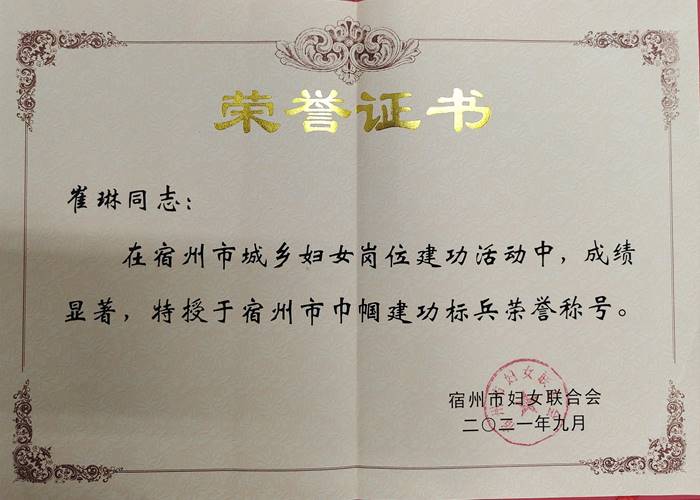 荣誉证书
崔琳同志：
在宿州市城乡妇女岗位建功活动中，成绩
显著，特授于宿州市巾帼建功标兵荣誉称号。
宿州市妇女联合会
二〇二一年九月